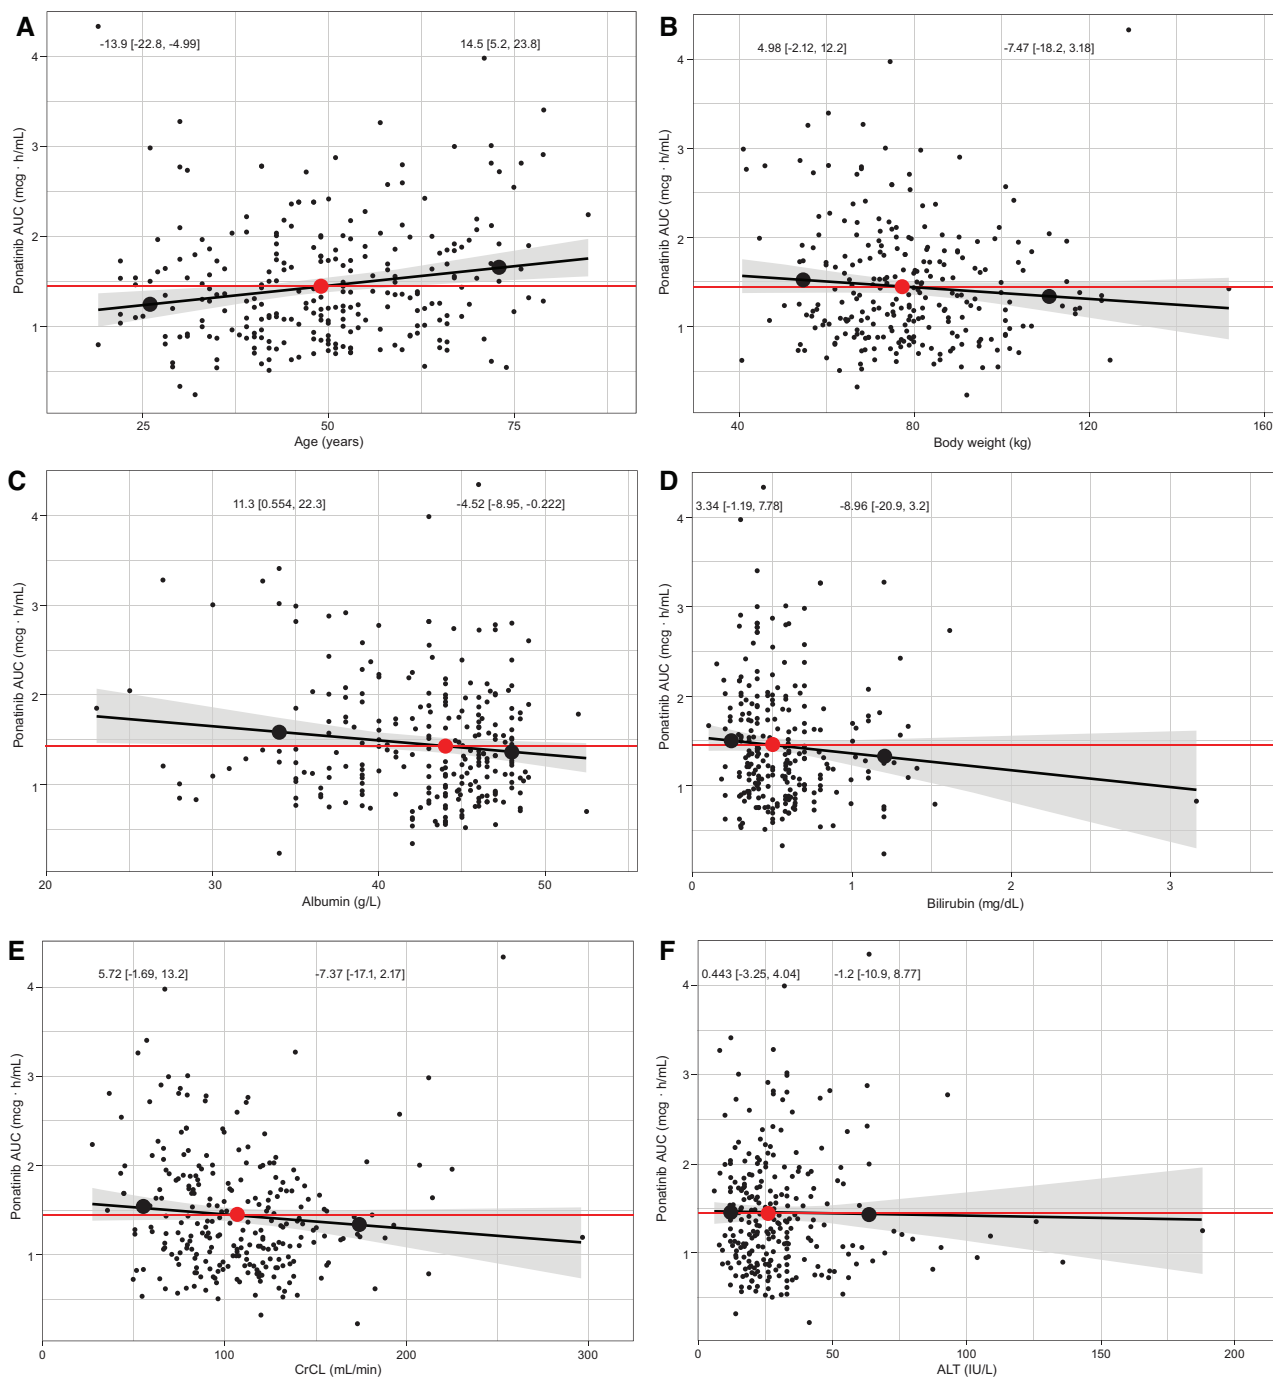 A
-13.9 [-22.8, -4.99]
14.5 [5.2, 23.8]
4
3
2
1
Ponatinib AUC (mcg · h/mL)
25
50
75
Age (years)
B
4.98 [-2.12, 12.2]
-7.47 [-18.2, 3.18]
4
3
2
1
Ponatinib AUC (mcg · h/mL)
40
80
120
160
Body weight (kg)
C
11.3 [0.554, 22.3]
-4.52 [-8.95, -0.222]
4
3
2
1
Ponatinib AUC (mcg · h/mL)
20
30
40
50
Albumin (g/L)
D
3.34 [-1.19, 7.78]
-8.96 [-20.9, 3.2]
4
3
2
1
Ponatinib AUC (mcg · h/mL)
0
1
2
3
Bilirubin (mg/dL)
E
5.72 [-1.69, 13.2]
-7.37 [-17.1, 2.17]
4
3
2
1
Ponatinib AUC (mcg · h/mL)
0
100
200
300
CrCL (mL/min)
F
0.443 [-3.25, 4.04]
-1.2 [-10.9, 8.77]
4
3
2
1
Ponatinib AUC (mcg · h/mL)
0
50
100
150
200
ALT (IU/L)